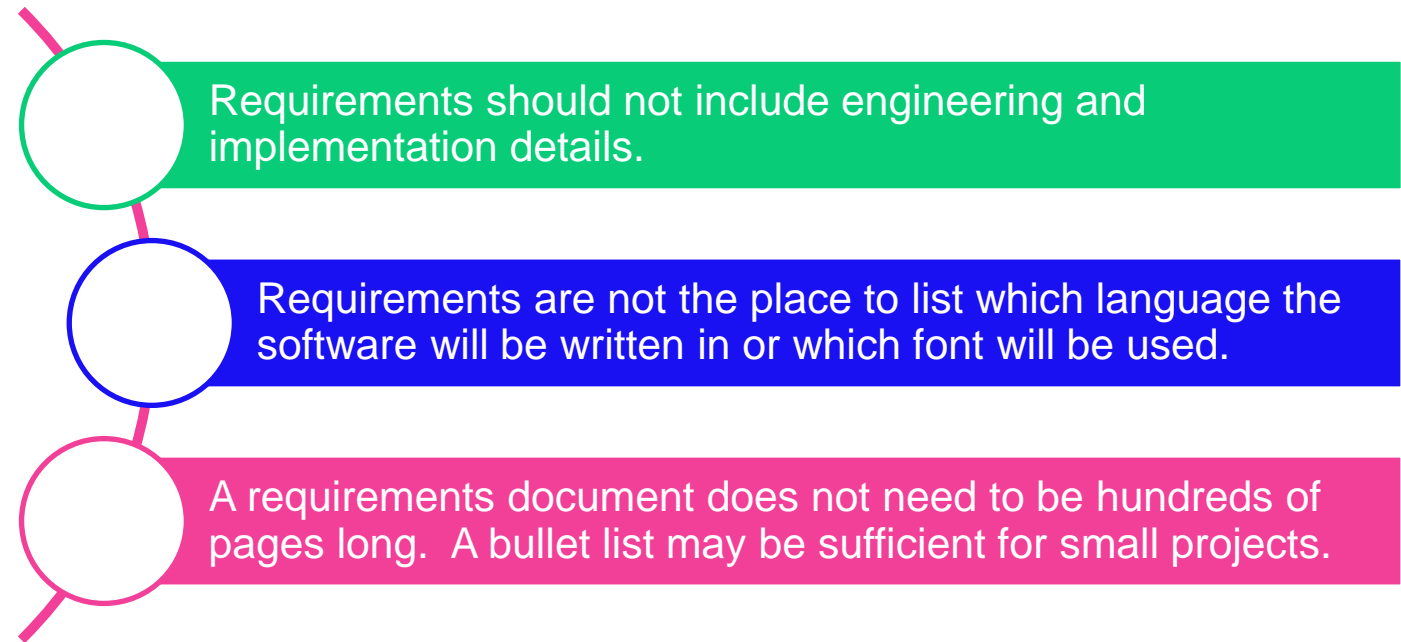 Requirements should not include engineering and
implementation details.
Requirements are not the place to list which language the
software will be written in or which font will be used.
A requirements document does not need to be hundreds of
pages long.  A bullet list may be sufficient for small projects.